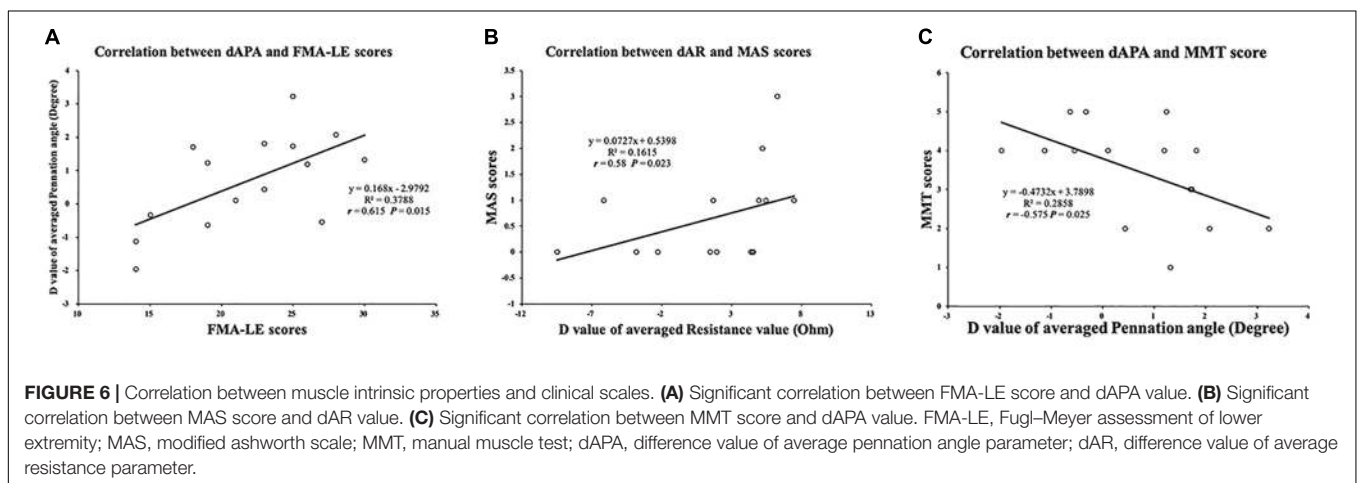 A
Correlation between dAPA and FMA-LE scores
D value of averaged Pennation angle (Degree)
4
3
2
1
0
-1
-2
-3
y = 0.168x - 2.9792
R² = 0.3788
r = 0.615 P = 0.015
10
15
20
25
30
35
FMA-LE scores
B
Correlation between dAR and MAS scores
MAS scores
3.5
3
2.5
2
1.5
1
0.5
0
-0.5
-1
y = 0.0727x + 0.5398
R² = 0.1615
r = 0.58 P = 0.023
-12
-7
-2
3
8
13
D value of averaged Resistance value (Ohm)
C
Correlation between dAPA and MMT score
MMT scores
6
5
4
3
2
1
0
y = -0.4732x + 3.7898
R² = 0.2858
r = -0.575 P = 0.025
-3
-2
-1
0
1
2
3
4
D value of averaged Pennation angle (Degree)
FIGURE 6 | Correlation between muscle intrinsic properties and clinical scales. (A) Significant correlation between FMA-LE score and dAPA value. (B) Significant
correlation between MAS score and dAR value. (C) Significant correlation between MMT score and dAPA value. FMA-LE, Fugl–Meyer assessment of lower
extremity; MAS, modified ashworth scale; MMT, manual muscle test; dAPA, difference value of average pennation angle parameter; dAR, difference value of average
resistance parameter.